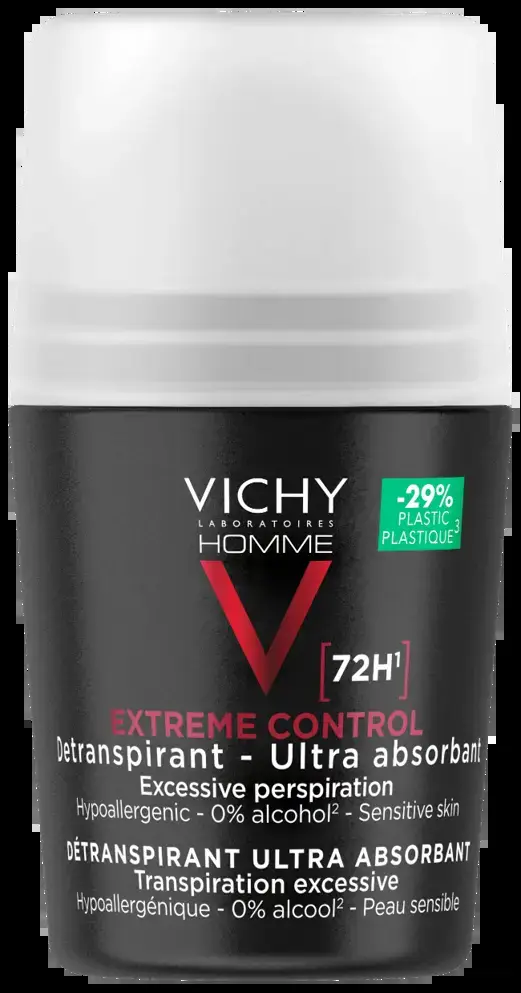 VICHY
LABORATOIRES
HOMME
-29%
PLASTIC
PLASTIQUE³
V
[72H¹]
EXTREME CONTROL
Detranspirant - Ultra absorbant
Excessive perspiration
Hypoallergenic - 0% alcohol² - Sensitive skin
DÉTRANSPIRANT ULTRA ABSORBANT
Transpiration excessive
Hypoallergénique - 0% alcool² - Peau sensible